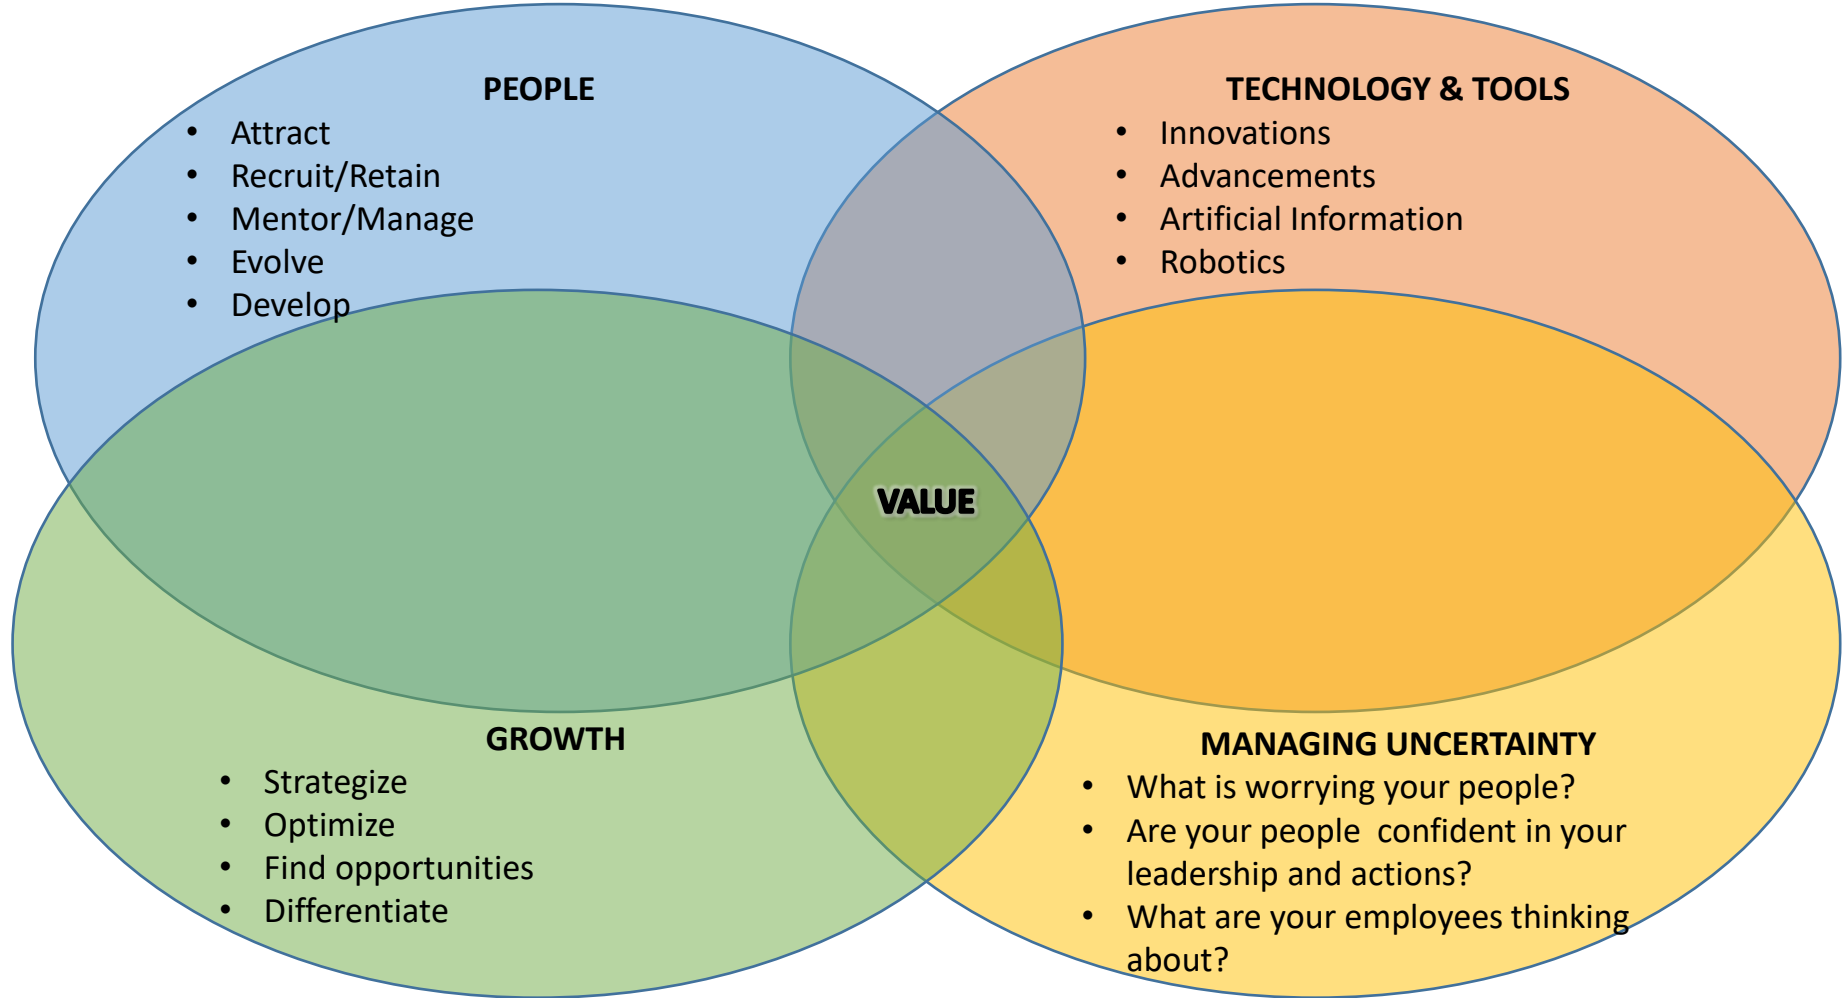 PEOPLE
• Attract
• Recruit/Retain
• Mentor/Manage
• Evolve
• Develop
TECHNOLOGY & TOOLS
• Innovations
• Advancements
• Artificial Information
• Robotics
VALUE
GROWTH
• Strategize
• Optimize
• Find opportunities
• Differentiate
MANAGING UNCERTAINTY
• What is worrying your people?
• Are your people  confident in your
leadership and actions?
• What are your employees thinking
about?